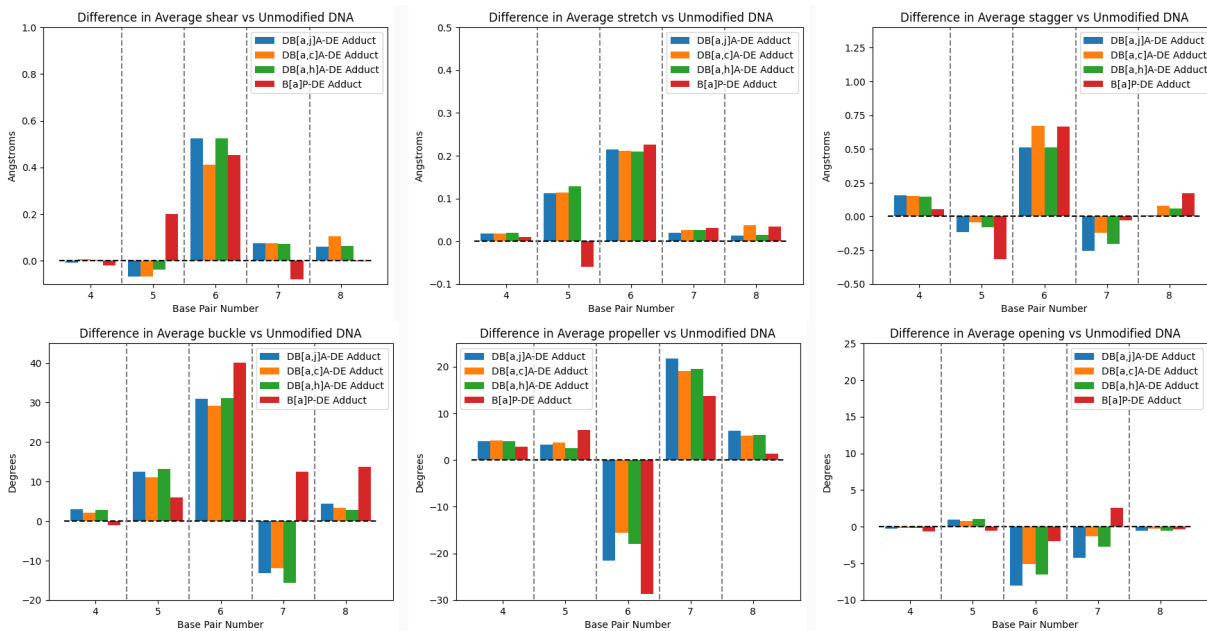 Difference in Average shear vs Unmodified DNA
1.0
0.8
0.6
0.4
0.2
0.0
Angstroms
DB[a,j]A-DE Adduct
DB[a,c]A-DE Adduct
DB[a,h]A-DE Adduct
B[a]P-DE Adduct
4 5 6 7 8
Base Pair Number
Difference in Average stretch vs Unmodified DNA
0.5
0.4
0.3
0.2
0.1
0.0
-0.1
Angstroms
DB[a,j]A-DE Adduct
DB[a,c]A-DE Adduct
DB[a,h]A-DE Adduct
B[a]P-DE Adduct
4 5 6 7 8
Base Pair Number
Difference in Average stagger vs Unmodified DNA
1.25
1.00
0.75
0.50
0.25
0.00
−0.25
−0.50
Angstroms
DB[a,j]A-DE Adduct
DB[a,c]A-DE Adduct
DB[a,h]A-DE Adduct
B[a]P-DE Adduct
4 5 6 7 8
Base Pair Number
Difference in Average buckle vs Unmodified DNA
40
30
20
10
0
−10
−20
Degrees
DB[a,j]A-DE Adduct
DB[a,c]A-DE Adduct
DB[a,h]A-DE Adduct
B[a]P-DE Adduct
4 5 6 7 8
Base Pair Number
Difference in Average propeller vs Unmodified DNA
20
10
0
−10
−20
−30
Degrees
DB[a,j]A-DE Adduct
DB[a,c]A-DE Adduct
DB[a,h]A-DE Adduct
B[a]P-DE Adduct
4 5 6 7 8
Base Pair Number
Difference in Average opening vs Unmodified DNA
25
20
15
10
5
0
−5
−10
Degrees
DB[a,j]A-DE Adduct
DB[a,c]A-DE Adduct
DB[a,h]A-DE Adduct
B[a]P-DE Adduct
4 5 6 7 8
Base Pair Number